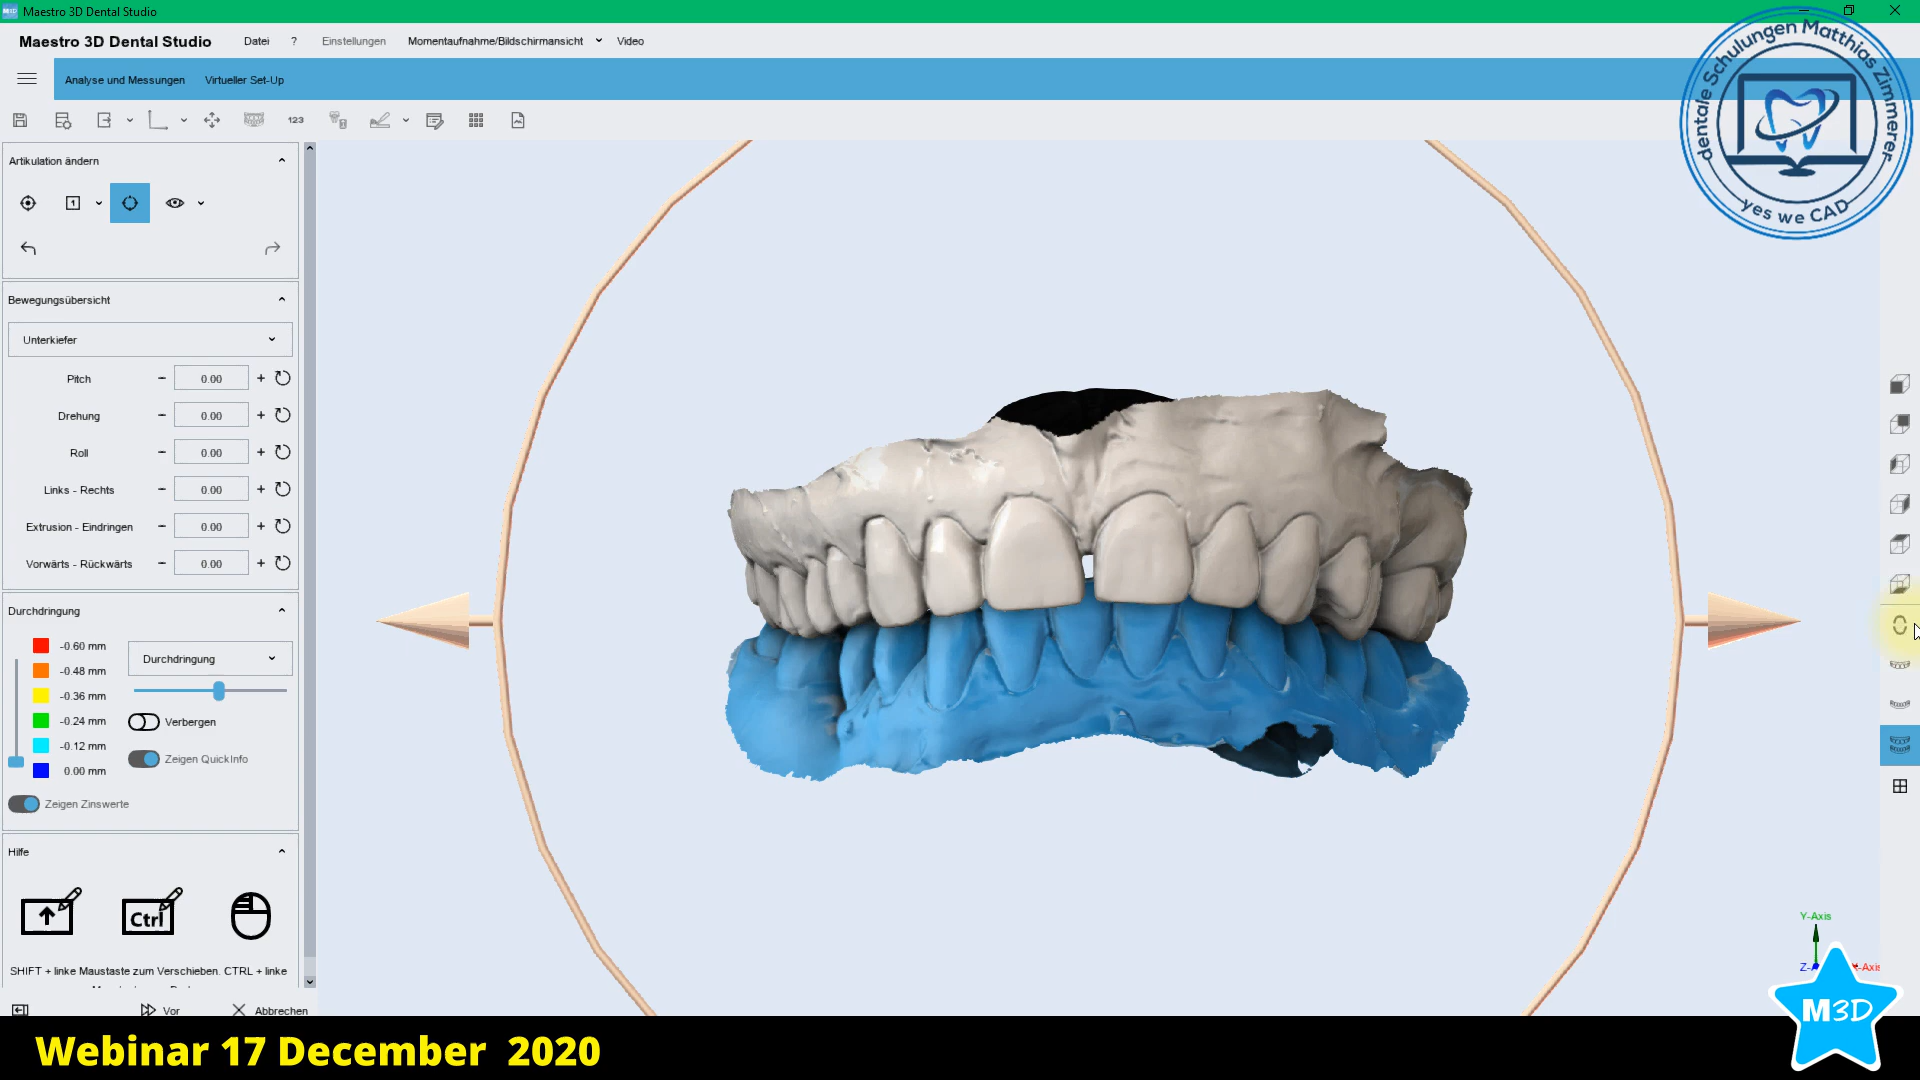 Maestro 3D Dental Studio
Maestro 3D Dental Studio
Datei
?
Einstellungen
Momentaufnahme/Bildschirmansicht
Video
Analyse und Messungen
Virtueller Set-Up
123
dentale Schulungen Matthias Zimmerer
yes we CAD
Artikulation ändern
1
Bewegungsübersicht
Unterkiefer
Pitch - 0.00 +
Drehung - 0.00 +
Roll - 0.00 +
Links - Rechts - 0.00 +
Extrusion - Eindringen - 0.00 +
Vorwärts - Rückwärts - 0.00 +
Durchdringung
-0.60 mm
-0.48 mm
-0.36 mm
-0.24 mm
-0.12 mm
0.00 mm
Durchdringung
Verbergen
Zeigen QuickInfo
Zeigen Zinswerte
Hilfe
Ctrl
SHIFT + linke Maustaste zum Verschieben. CTRL + linke
Vor
Abbrechen
Y-Axis
M3D
Webinar 17 December 2020